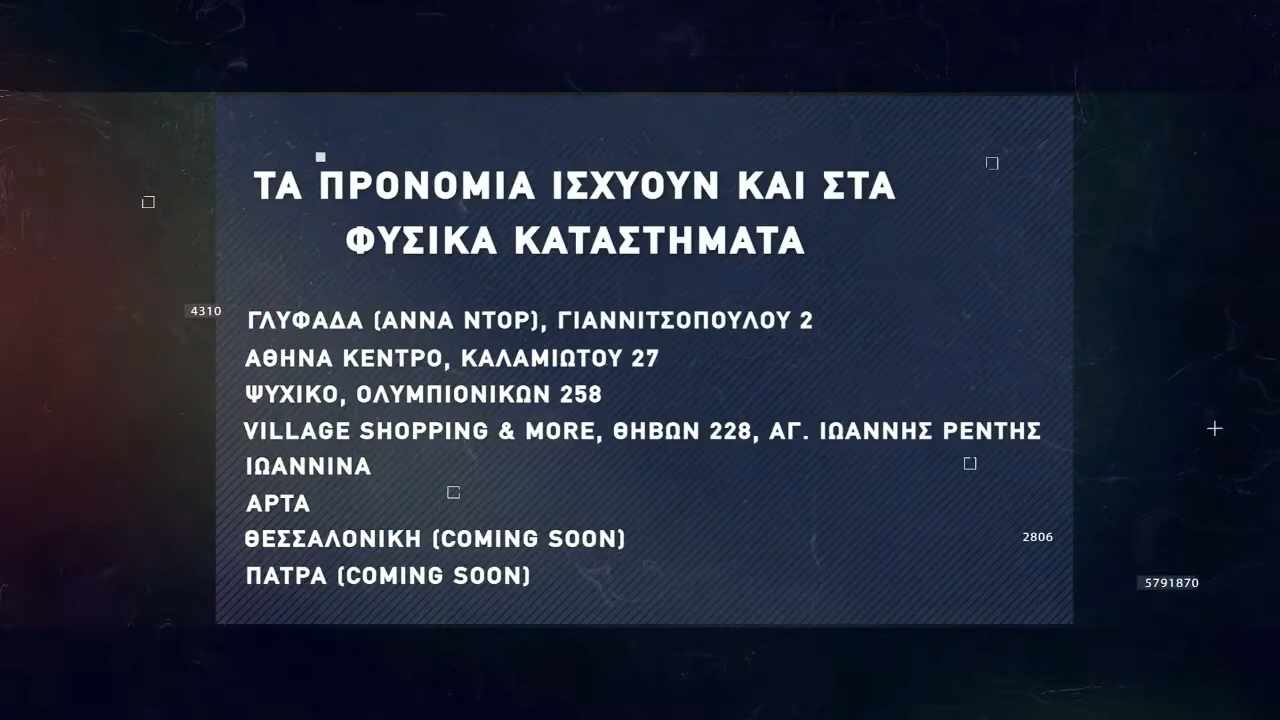 ΤΑ ΠΡΟΝΟΜΙΑ ΙΣΧΥΟΥΝ ΚΑΙ ΣΤΑ
ΦΥΣΙΚΑ ΚΑΤΑΣΤΗΜΑΤΑ
4310
ΓΛΥΦΑΔΑ (ΑΝΝΑ ΝΤΟΡ), ΓΙΑΝΝΙΤΣΟΠΟΥΛΟΥ 2
ΑΘΗΝΑ ΚΕΝΤΡΟ, ΚΑΛΑΜΙΩΤΟΥ 27
ΨΥΧΙΚΟ, ΟΛΥΜΠΙΟΝΙΚΩΝ 258
VILLAGE SHOPPING & MORE, ΘΗΒΩΝ 228, ΑΓ. ΙΩΑΝΝΗΣ ΡΕΝΤΗΣ
ΙΩΑΝΝΙΝΑ
ΑΡΤΑ
ΘΕΣΣΑΛΟΝΙΚΗ (COMING SOON)
2806
ΠΑΤΡΑ (COMING SOON)
5791870